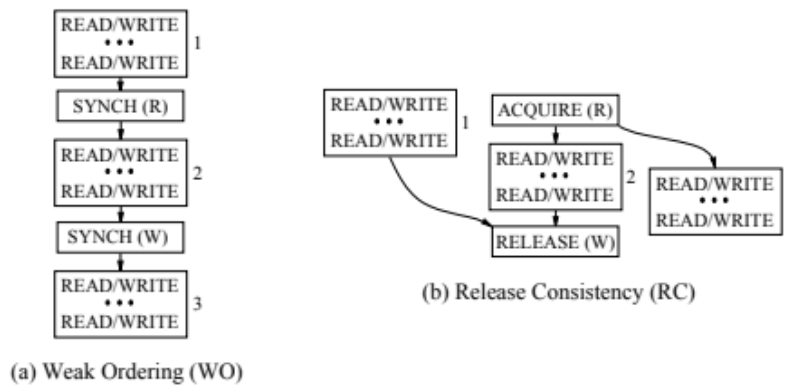 READ/WRITE
•••
READ/WRITE
1
SYNCH (R)
READ/WRITE
•••
READ/WRITE
2
SYNCH (W)
READ/WRITE
•••
READ/WRITE
3
(a) Weak Ordering (WO)
READ/WRITE
•••
READ/WRITE
1
ACQUIRE (R)
READ/WRITE
•••
READ/WRITE
2
RELEASE (W)
READ/WRITE
•••
READ/WRITE
(b) Release Consistency (RC)